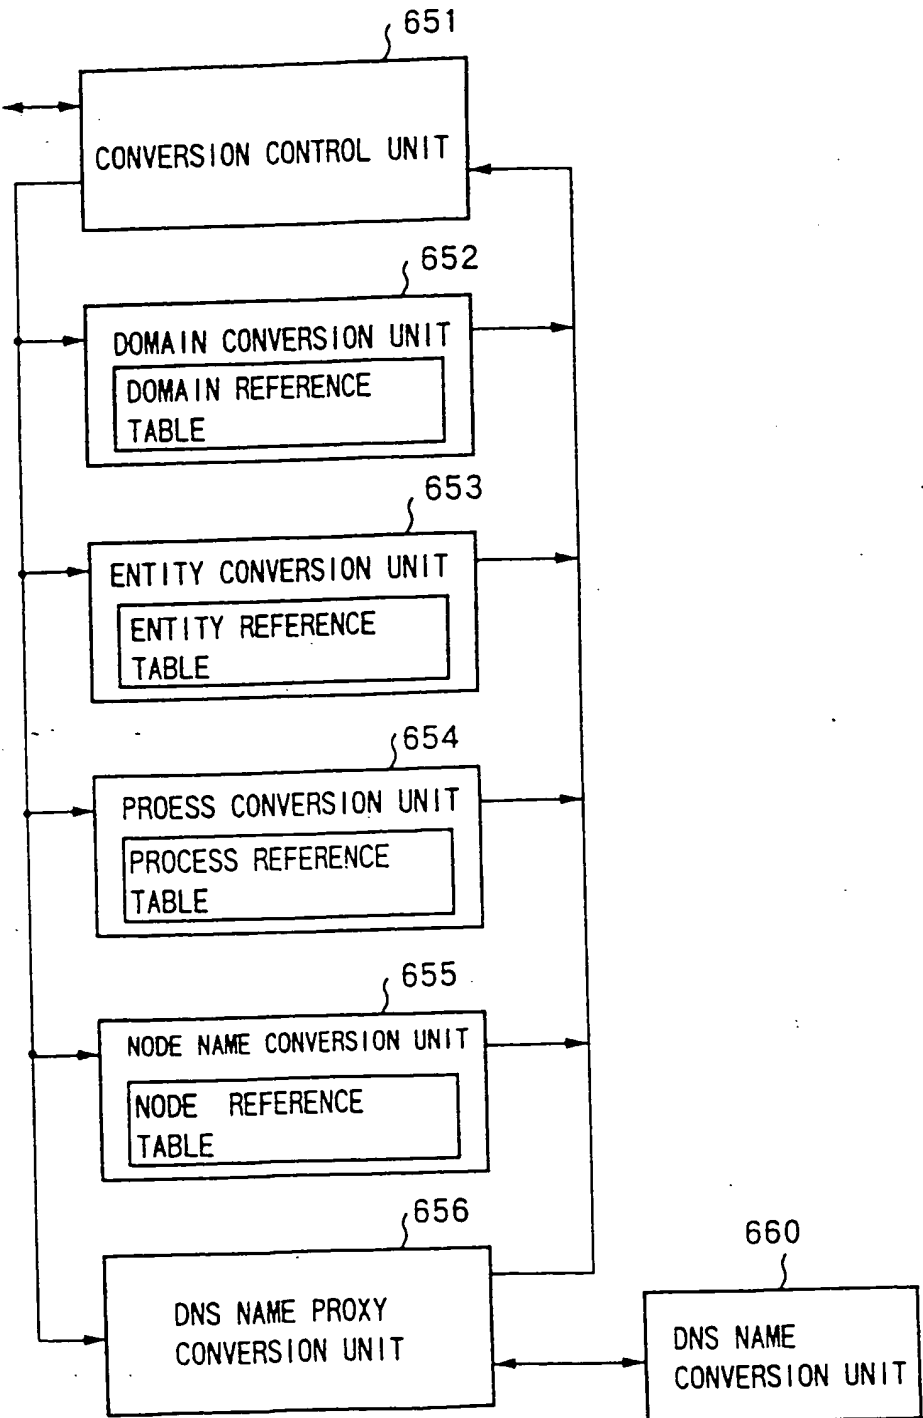 651
CONVERSION CONTROL UNIT
652
DOMAIN CONVERSION UNIT
DOMAIN REFERENCE
TABLE
653
ENTITY CONVERSION UNIT
ENTITY REFERENCE
TABLE
654
PROESS CONVERSION UNIT
PROCESS REFERENCE
TABLE
655
NODE NAME CONVERSION UNIT
NODE REFERENCE
TABLE
656
DNS NAME PROXY
CONVERSION UNIT
660
DNS NAME
CONVERSION UNIT